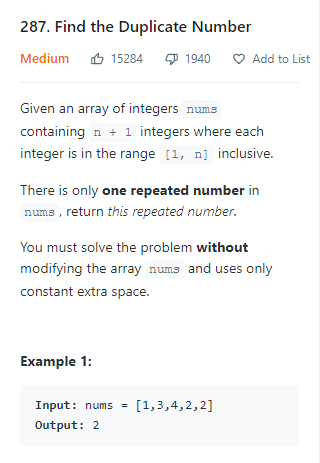 287. Find the Duplicate Number
Medium 15284 1940 Add to List
Given an array of integers nums
containing n + 1 integers where each
integer is in the range [1, n] inclusive.
There is only one repeated number in
nums , return this repeated number.
You must solve the problem without
modifying the array nums and uses only
constant extra space.
Example 1:
Input: nums = [1,3,4,2,2]
Output: 2